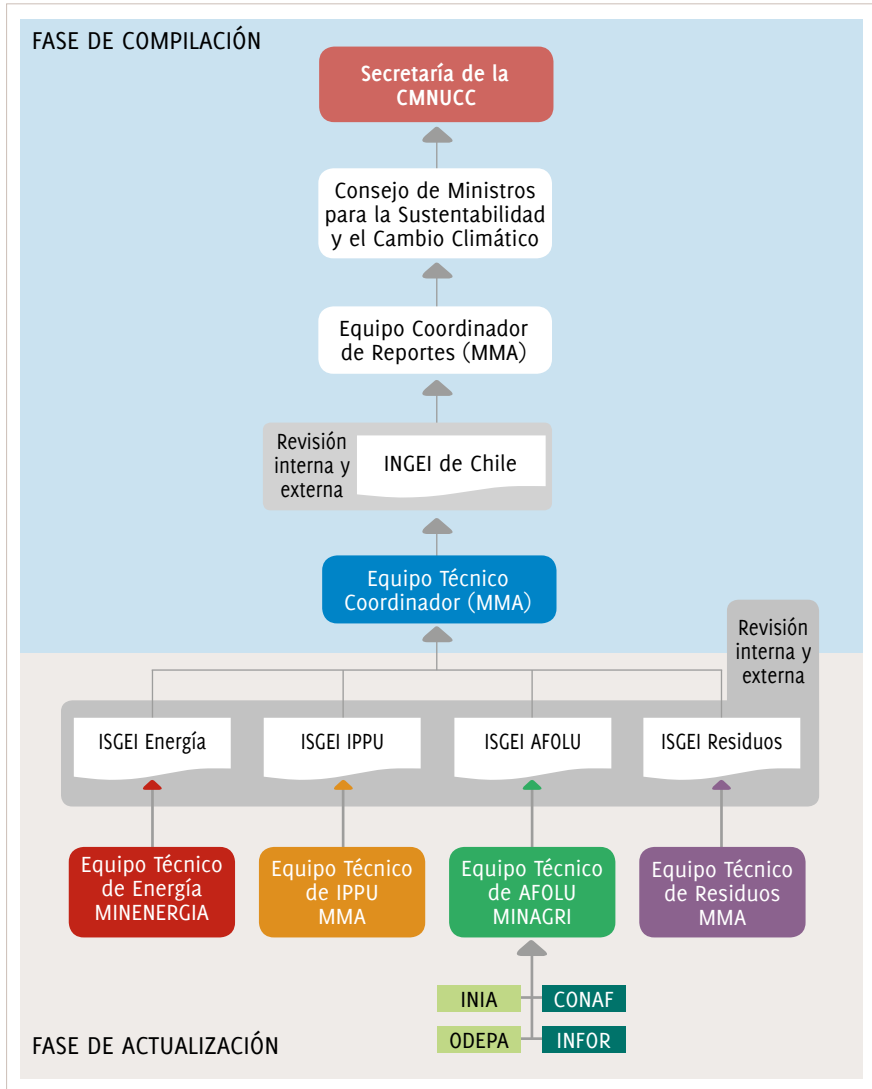 FASE DE COMPILACIÓN
Secretaría de la
CMNUCC
Consejo de Ministros
para la Sustentabilidad
y el Cambio Climático
Equipo Coordinador
de Reportes (MMA)
Revisión
interna y
externa
INGEI de Chile
Equipo Técnico
Coordinador (MMA)
Revisión
interna y
externa
ISGEI Energía
ISGEI IPPU
ISGEI AFOLU
ISGEI Residuos
Equipo Técnico
de Energía
MINENERGIA
Equipo Técnico
de IPPU
MMA
Equipo Técnico
de AFOLU
MINAGRI
Equipo Técnico
de Residuos
MMA
INIA
CONAF
ODEPA
INFOR
FASE DE ACTUALIZACIÓN